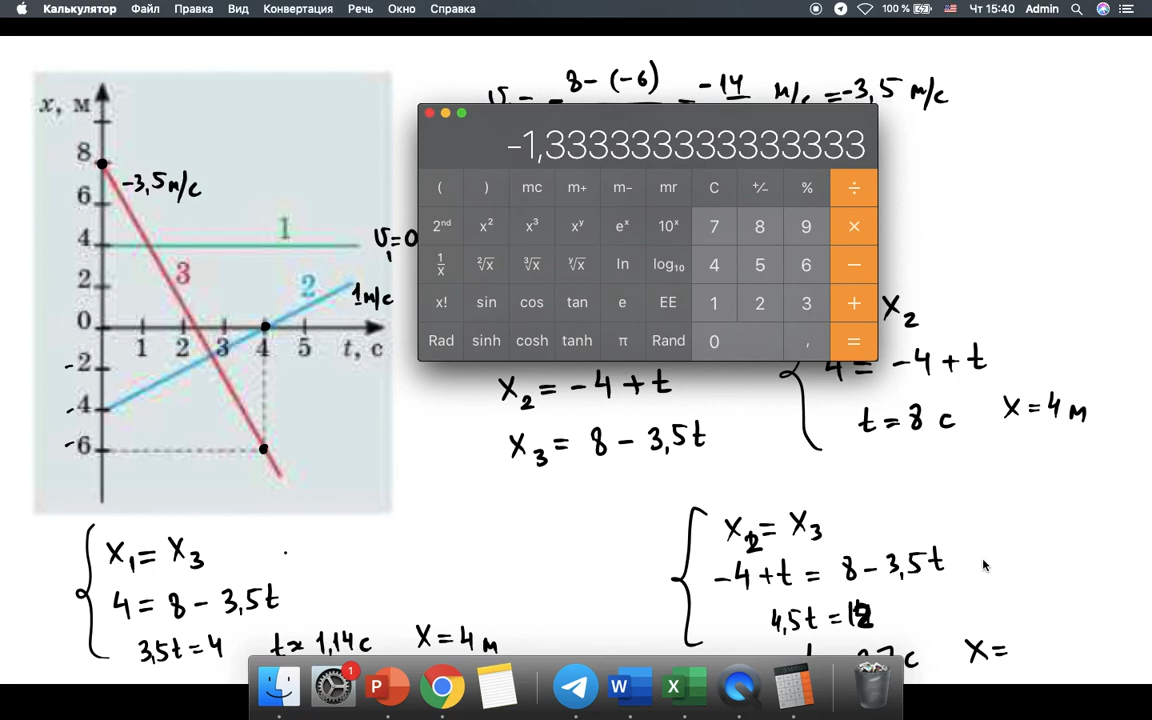 Калькулятор Файл Правка Вид Конвертация Речь Окно Справка 100 % Чт 15:40 Admin
x, м
8
6
4
2
0
-2
-4
-6
1 2 3 4 5 t, с
-3,5 м/с
1
2
3
υ₁=0
1 м/с
8 - (-6)
-14 м/с = -3,5 м/с
-1,333333333333333
( ) mc m+ m- mr C +/- % ÷
2nd x² x³ xʸ eˣ 10ˣ 7 8 9 ×
1/x ²√x ³√x ʸ√x ln log₁₀ 4 5 6 −
x! sin cos tan e EE 1 2 3 +
Rad sinh cosh tanh π Rand 0 , =
X₂ = -4 + t
X₃ = 8 - 3,5t
X₂
4 = -4 + t
t = 8 c X = 4 м
X₁ = X₃
4 = 8 - 3,5t
3,5t = 4 t ≈ 1,14 c X = 4 м
X₂ = X₃
-4 + t = 8 - 3,5t
4,5t = 12
c X =
1
P
W
X